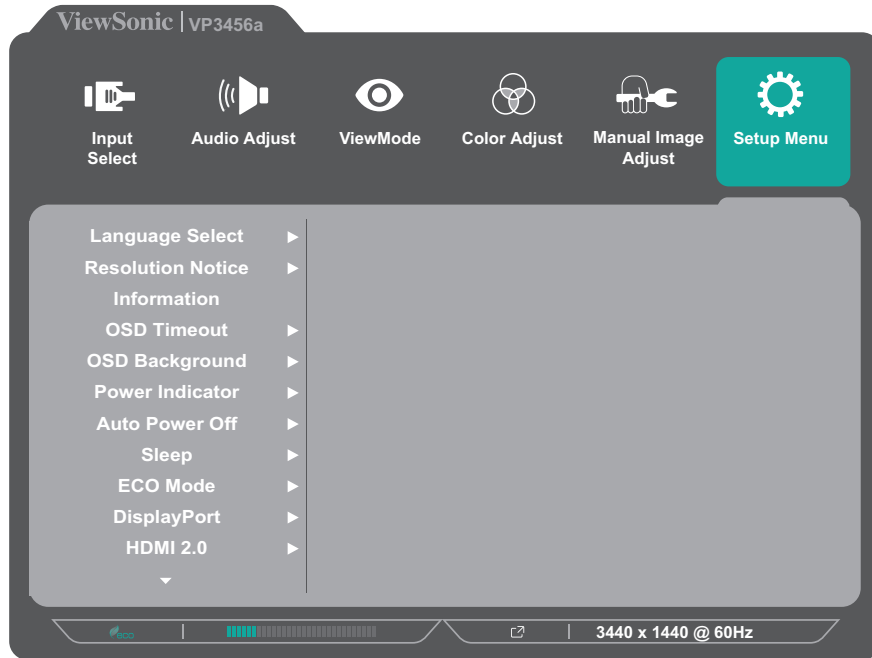 ViewSonic | VP3456a
Input Select
Audio Adjust
ViewMode
Color Adjust
Manual Image Adjust
Setup Menu
Language Select
Resolution Notice
Information
OSD Timeout
OSD Background
Power Indicator
Auto Power Off
Sleep
ECO Mode
DisplayPort
HDMI 2.0
eco
3440 x 1440 @ 60Hz